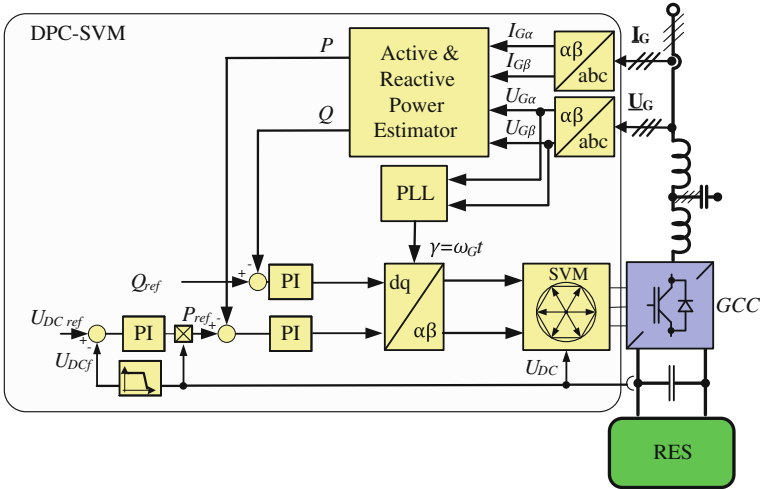 DPC-SVM
P
Q
Active &
Reactive
Power
Estimator
I_Gα
I_Gβ
U_Gα
U_Gβ
αβ
abc
αβ
abc
I_G
U_G
PLL
γ=ω_G t
Q_ref
+
-
PI
dq
αβ
SVM
GCC
U_DC ref
+
-
PI
P_ref
+
-
PI
U_DCf
U_DC
RES